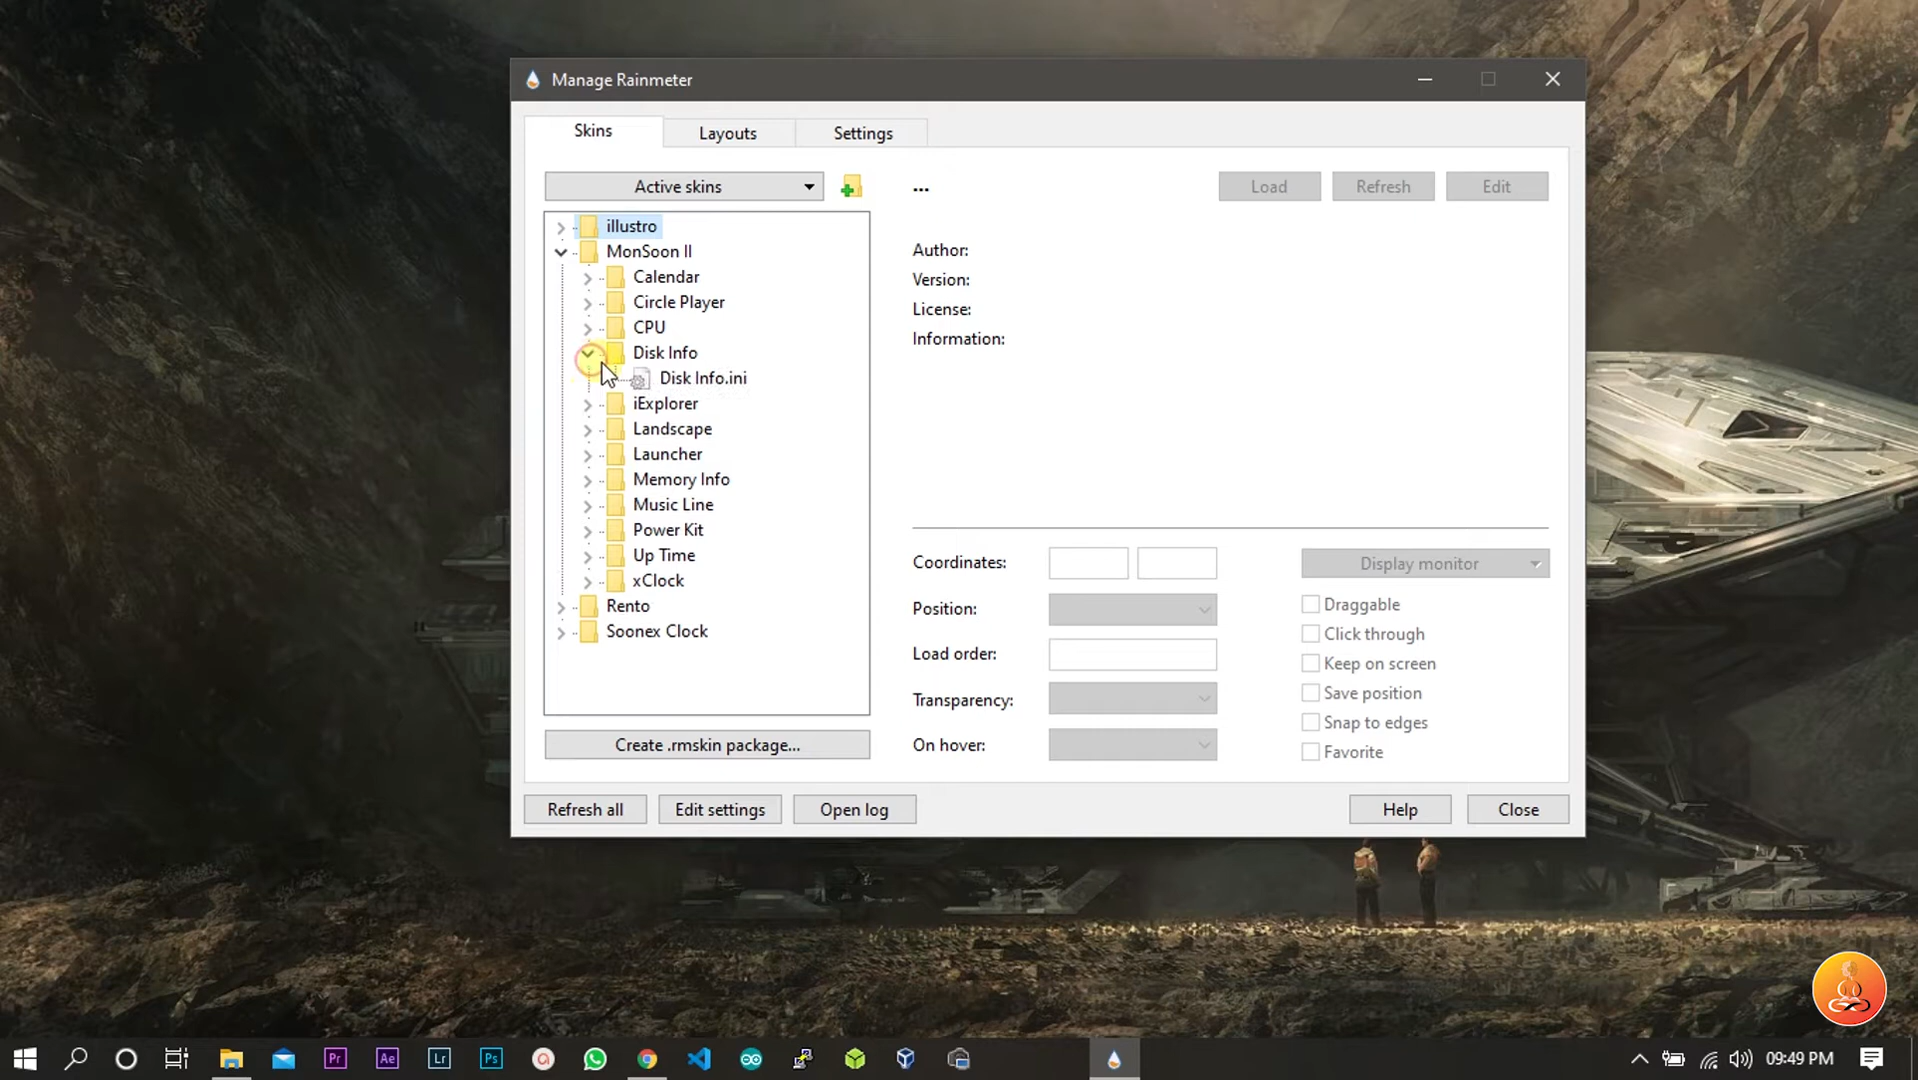 Manage Rainmeter
Skins
Layouts
Settings
Active skins
...
Load
Refresh
Edit
illustro
MonSoon II
Calendar
Circle Player
CPU
Disk Info
Disk Info.ini
iExplorer
Landscape
Launcher
Memory Info
Music Line
Power Kit
Up Time
xClock
Rento
Soonex Clock
Author:
Version:
License:
Information:
Coordinates:
Display monitor
Position:
Draggable
Click through
Load order:
Keep on screen
Transparency:
Save position
Snap to edges
On hover:
Favorite
Create .rmskin package...
Refresh all
Edit settings
Open log
Help
Close
Pr
Ae
Lr
Ps
09:49 PM